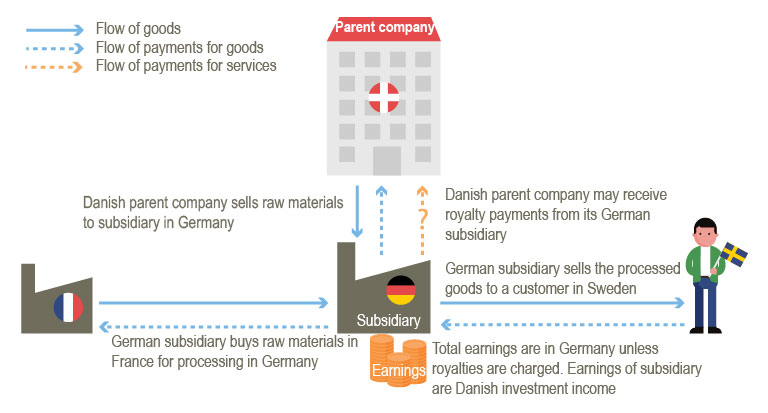 Flow of goods
Flow of payments for goods
Flow of payments for services
Parent company
Danish parent company sells raw materials
to subsidiary in Germany
?
Danish parent company may receive
royalty payments from its German
subsidiary
German subsidiary sells the processed
goods to a customer in Sweden
Subsidiary
German subsidiary buys raw materials in
France for processing in Germany
Earnings
Total earnings are in Germany unless
royalties are charged. Earnings of subsidiary
are Danish investment income